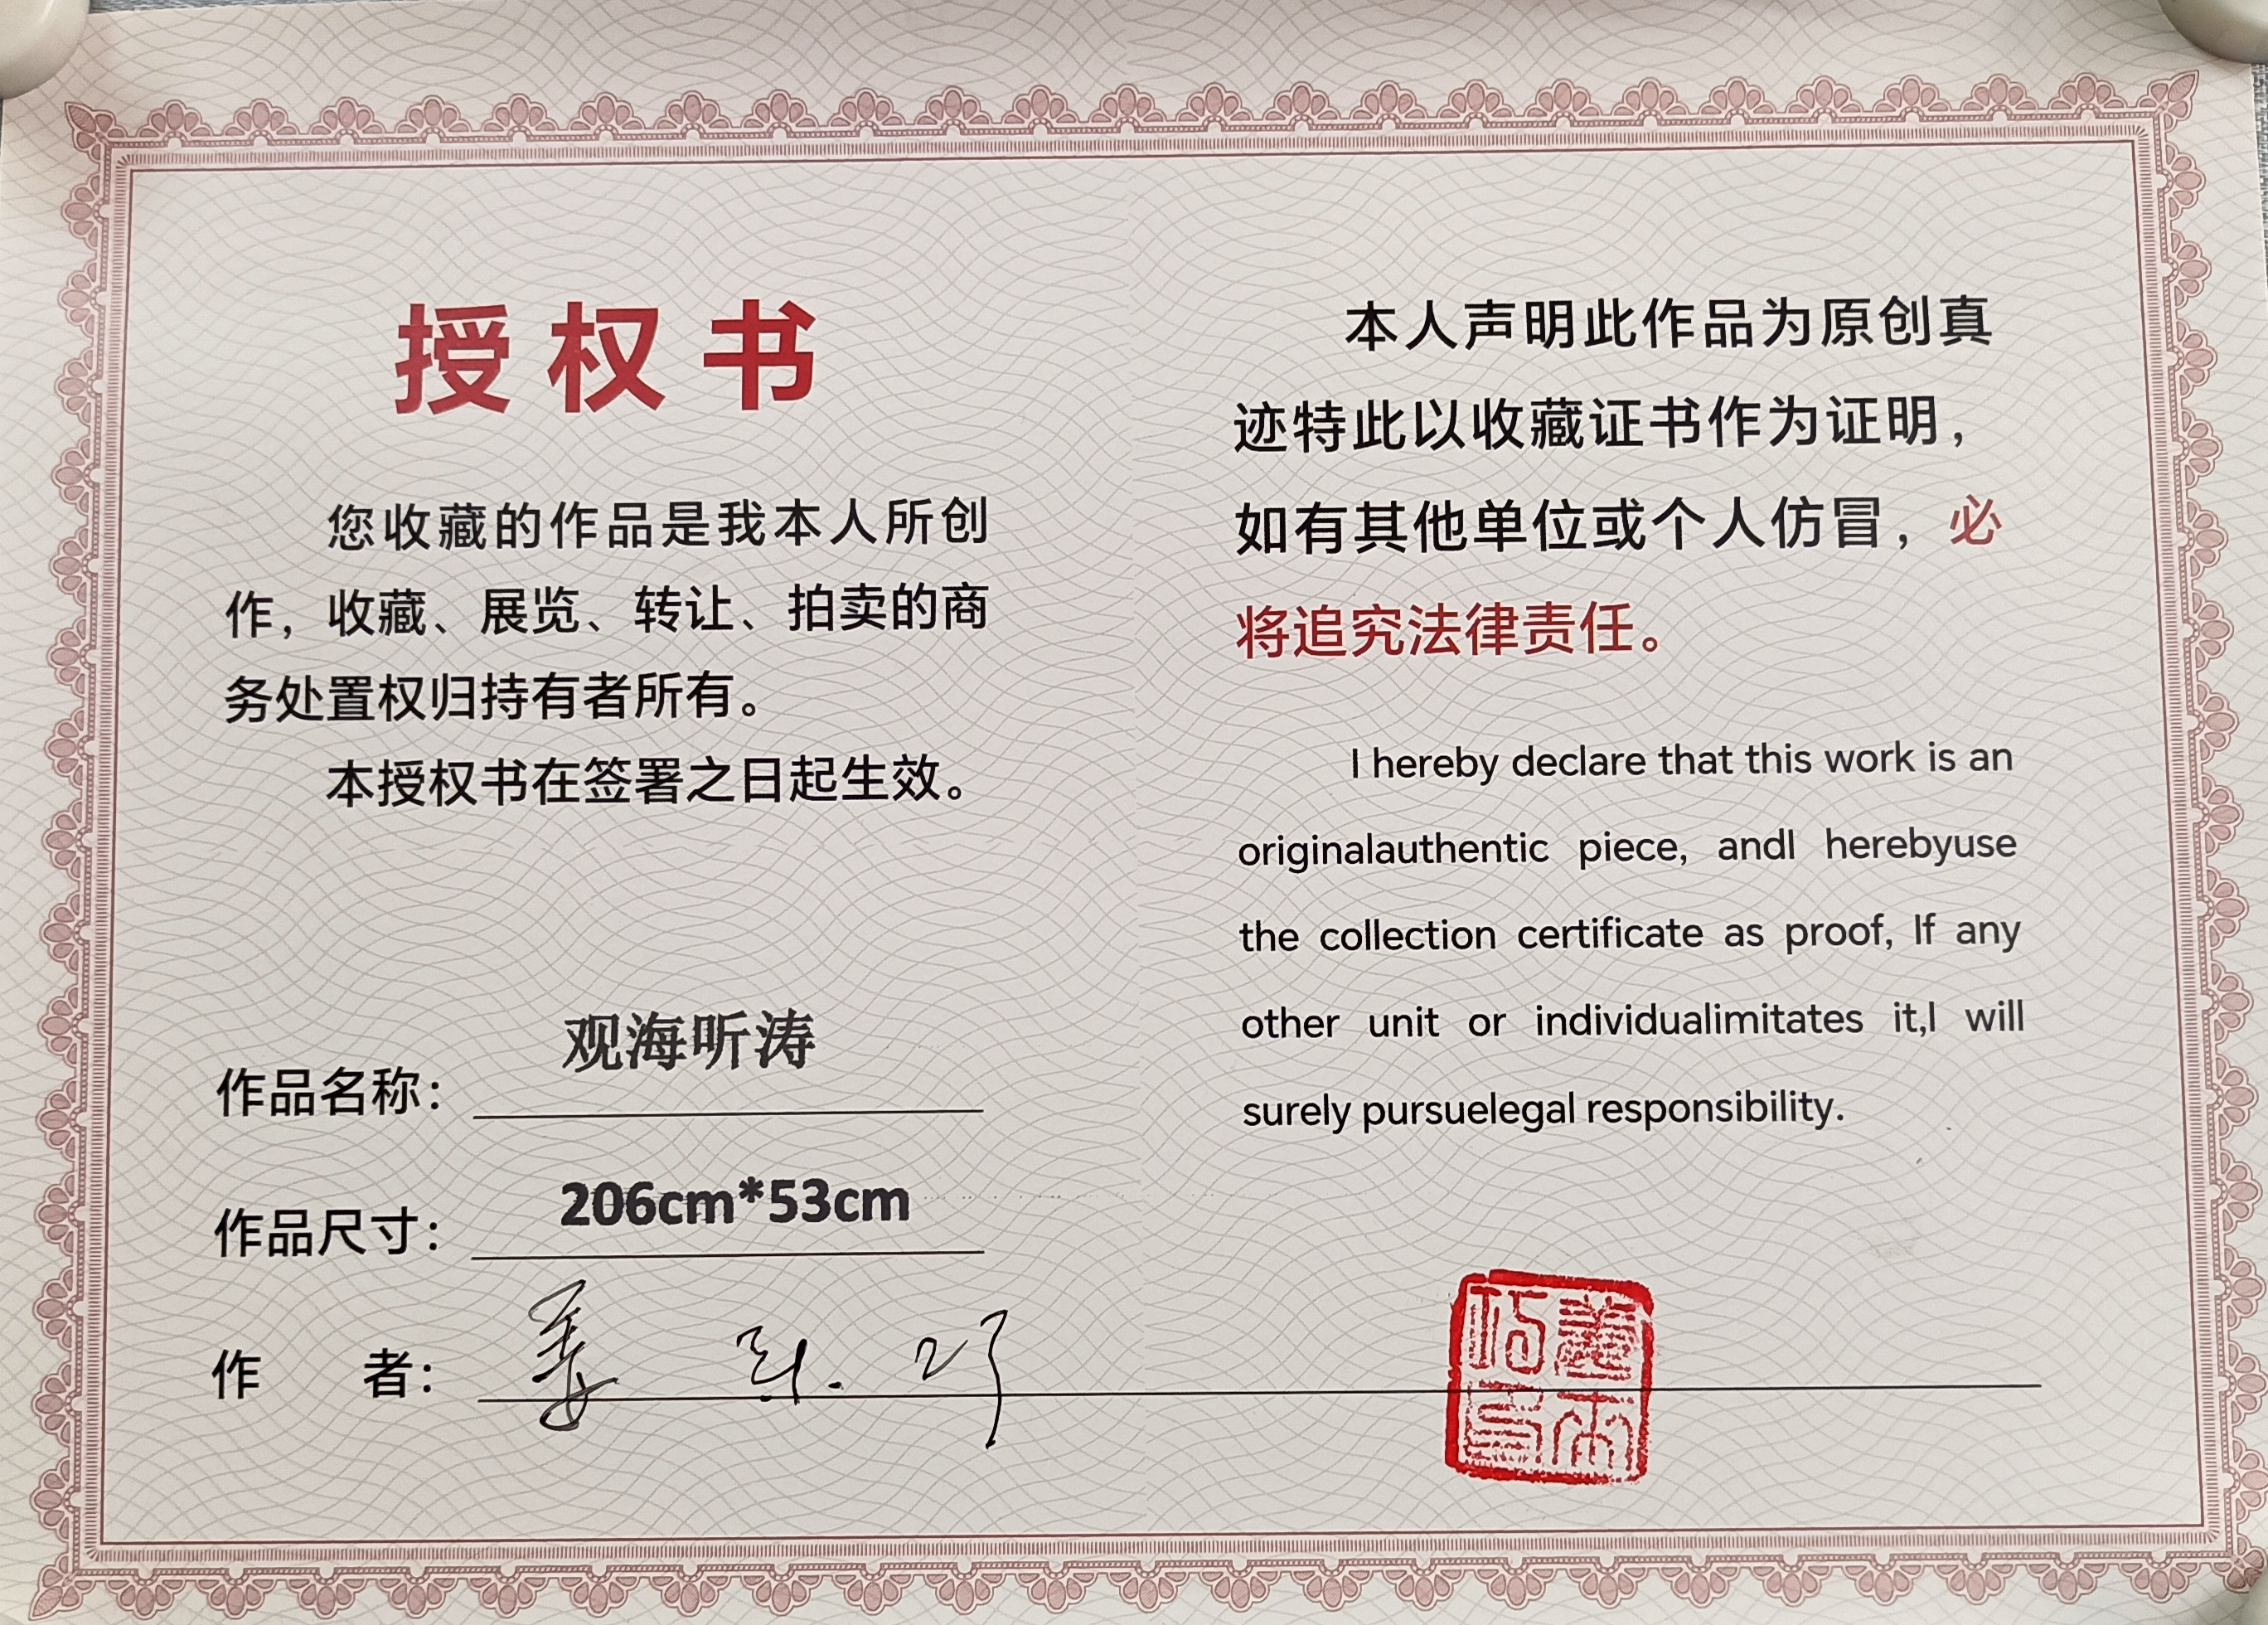 授权书
您收藏的作品是我本人所创
作，收藏、展览、转让、拍卖的商
务处置权归持有者所有。
本授权书在签署之日起生效。
作品名称：观海听涛
作品尺寸：206cm*53cm
作 者：姜
本人声明此作品为原创真
迹特此以收藏证书作为证明，
如有其他单位或个人仿冒，必
将追究法律责任。
I hereby declare that this work is an
originalauthentic piece, andI herebyuse
the collection certificate as proof, If any
other unit or individualimitates it,I will
surely pursuelegal responsibility.